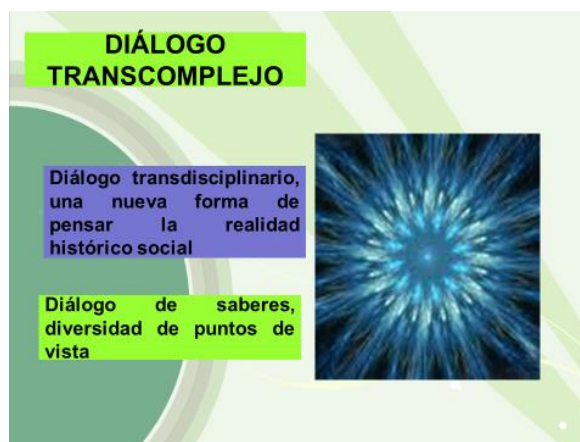 DIÁLOGO
TRANSCOMPLEJO
Diálogo transdisciplinario,
una nueva forma de
pensar la realidad
histórico social
Diálogo de saberes,
diversidad de puntos de
vista